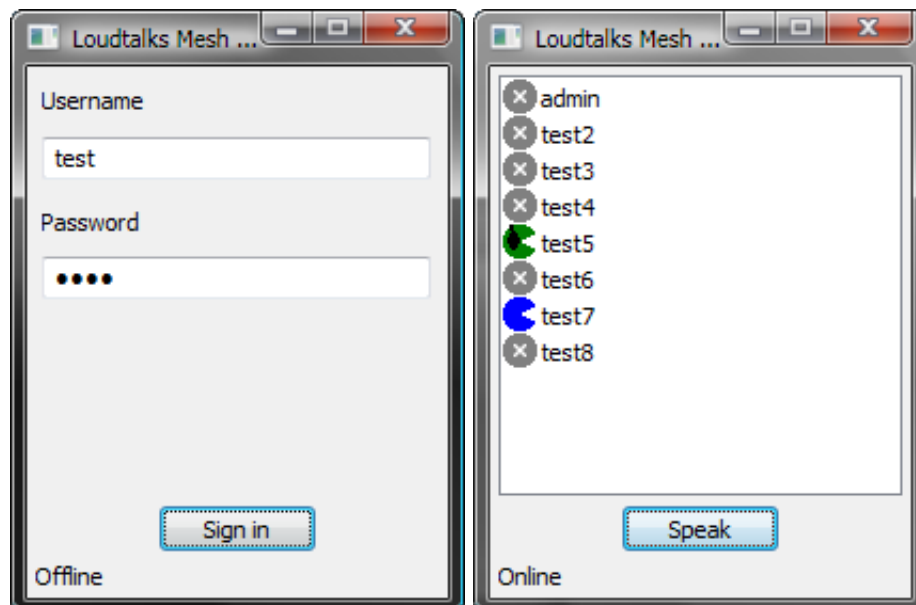 Loudtalks Mesh ...
Username
test
Password
••••
Sign in
Offline
Loudtalks Mesh ...
admin
test2
test3
test4
test5
test6
test7
test8
Speak
Online